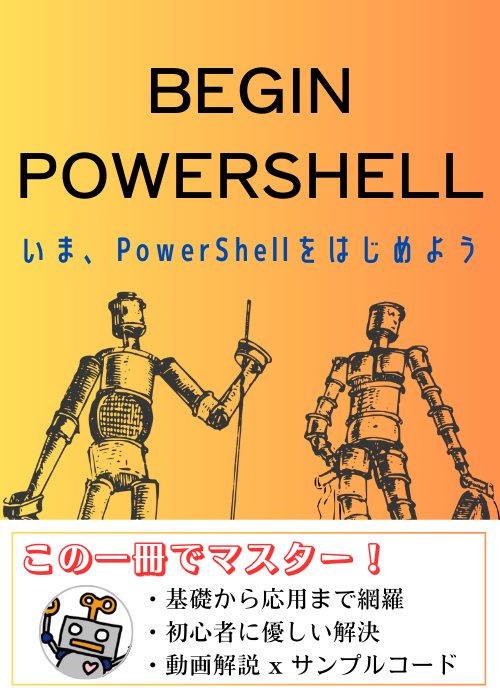 BEGIN
POWERSHELL
いま、PowerShellをはじめよう
この一冊でマスター！
・基礎から応用まで網羅
・初心者に優しい解決
・動画解説 x サンプルコード